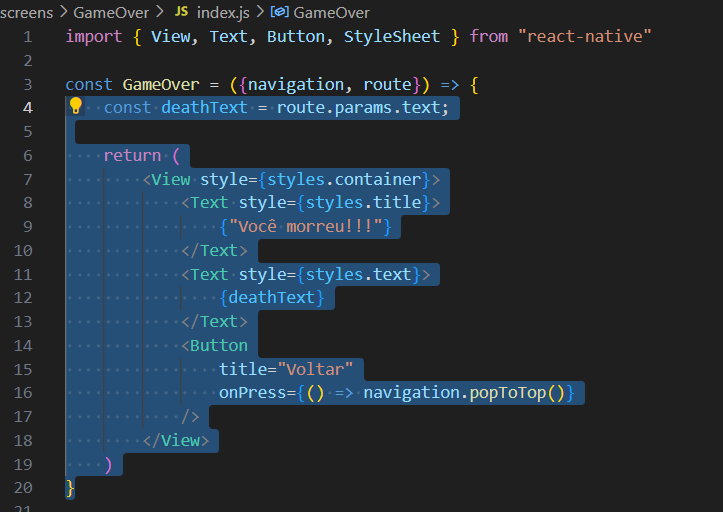 screens > GameOver > JS index.js > GameOver
1 import { View, Text, Button, StyleSheet } from "react-native"
2
3 const GameOver = ({navigation, route}) => {
4     const deathText = route.params.text;
5
6     return (
7         <View style={styles.container}>
8             <Text style={styles.title}>
9                 {"Você morreu!!!"}
10             </Text>
11             <Text style={styles.text}>
12                 {deathText}
13             </Text>
14             <Button
15                 title="Voltar"
16                 onPress={() => navigation.popToTop()}
17             />
18         </View>
19     )
20 }
21